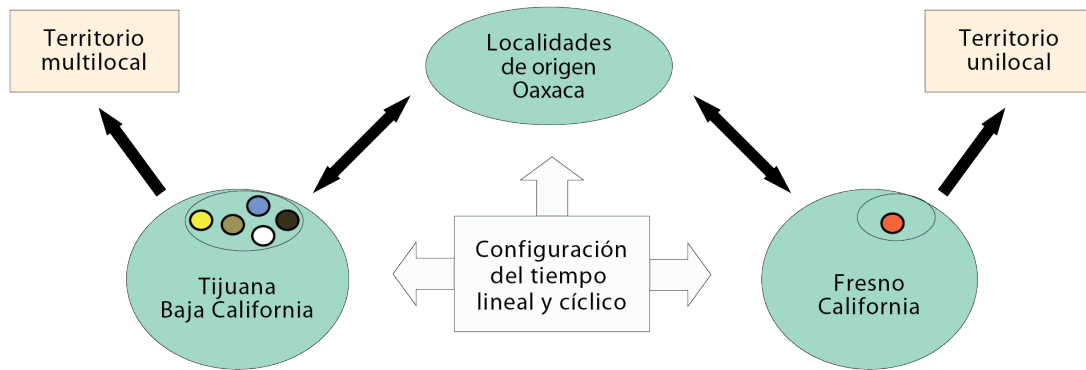 Territorio
multilocal
Localidades
de origen
Oaxaca
Territorio
unilocal
Configuración
del tiempo
lineal y cíclico
Tijuana
Baja California
Fresno
California